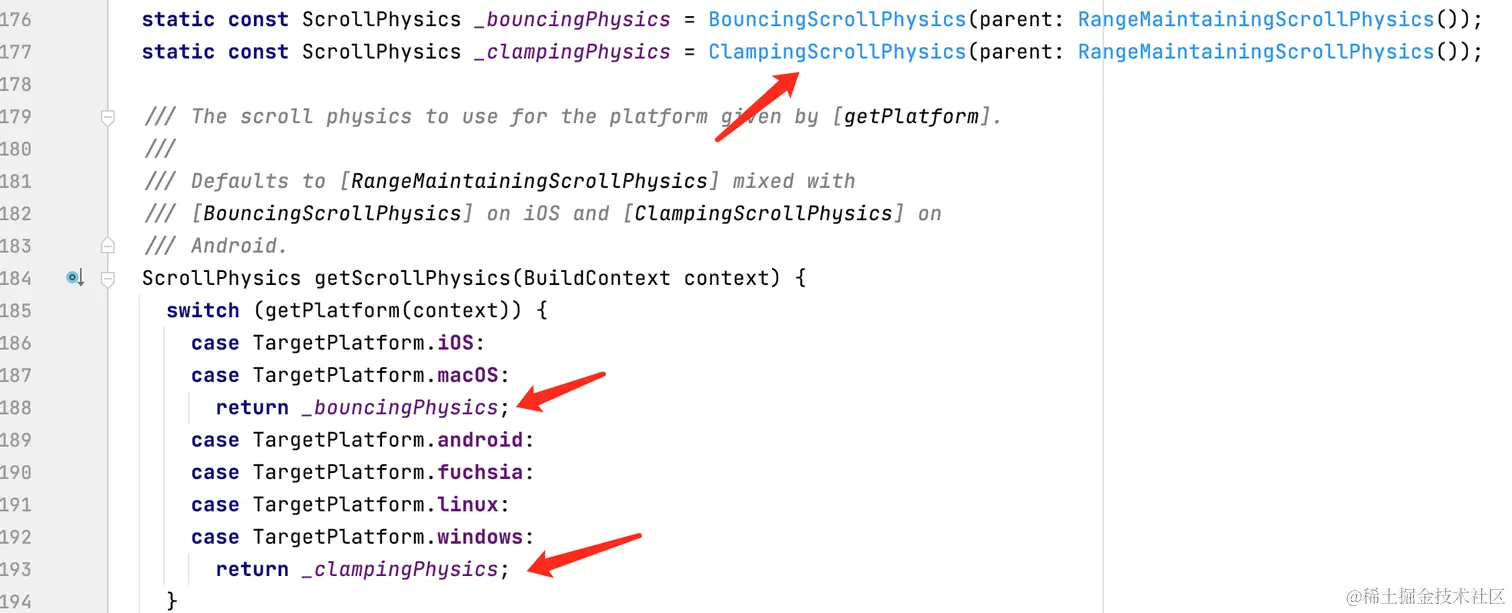 176 static const ScrollPhysics _bouncingPhysics = BouncingScrollPhysics(parent: RangeMaintainingScrollPhysics());
177 static const ScrollPhysics _clampingPhysics = ClampingScrollPhysics(parent: RangeMaintainingScrollPhysics());
178
179 /// The scroll physics to use for the platform given by [getPlatform].
180 ///
181 /// Defaults to [RangeMaintainingScrollPhysics] mixed with
182 /// [BouncingScrollPhysics] on iOS and [ClampingScrollPhysics] on
183 /// Android.
184 ScrollPhysics getScrollPhysics(BuildContext context) {
185 switch (getPlatform(context)) {
186 case TargetPlatform.iOS:
187 case TargetPlatform.macOS:
188 return _bouncingPhysics;
189 case TargetPlatform.android:
190 case TargetPlatform.fuchsia:
191 case TargetPlatform.linux:
192 case TargetPlatform.windows:
193 return _clampingPhysics;
194 }
@稀土掘金技术社区